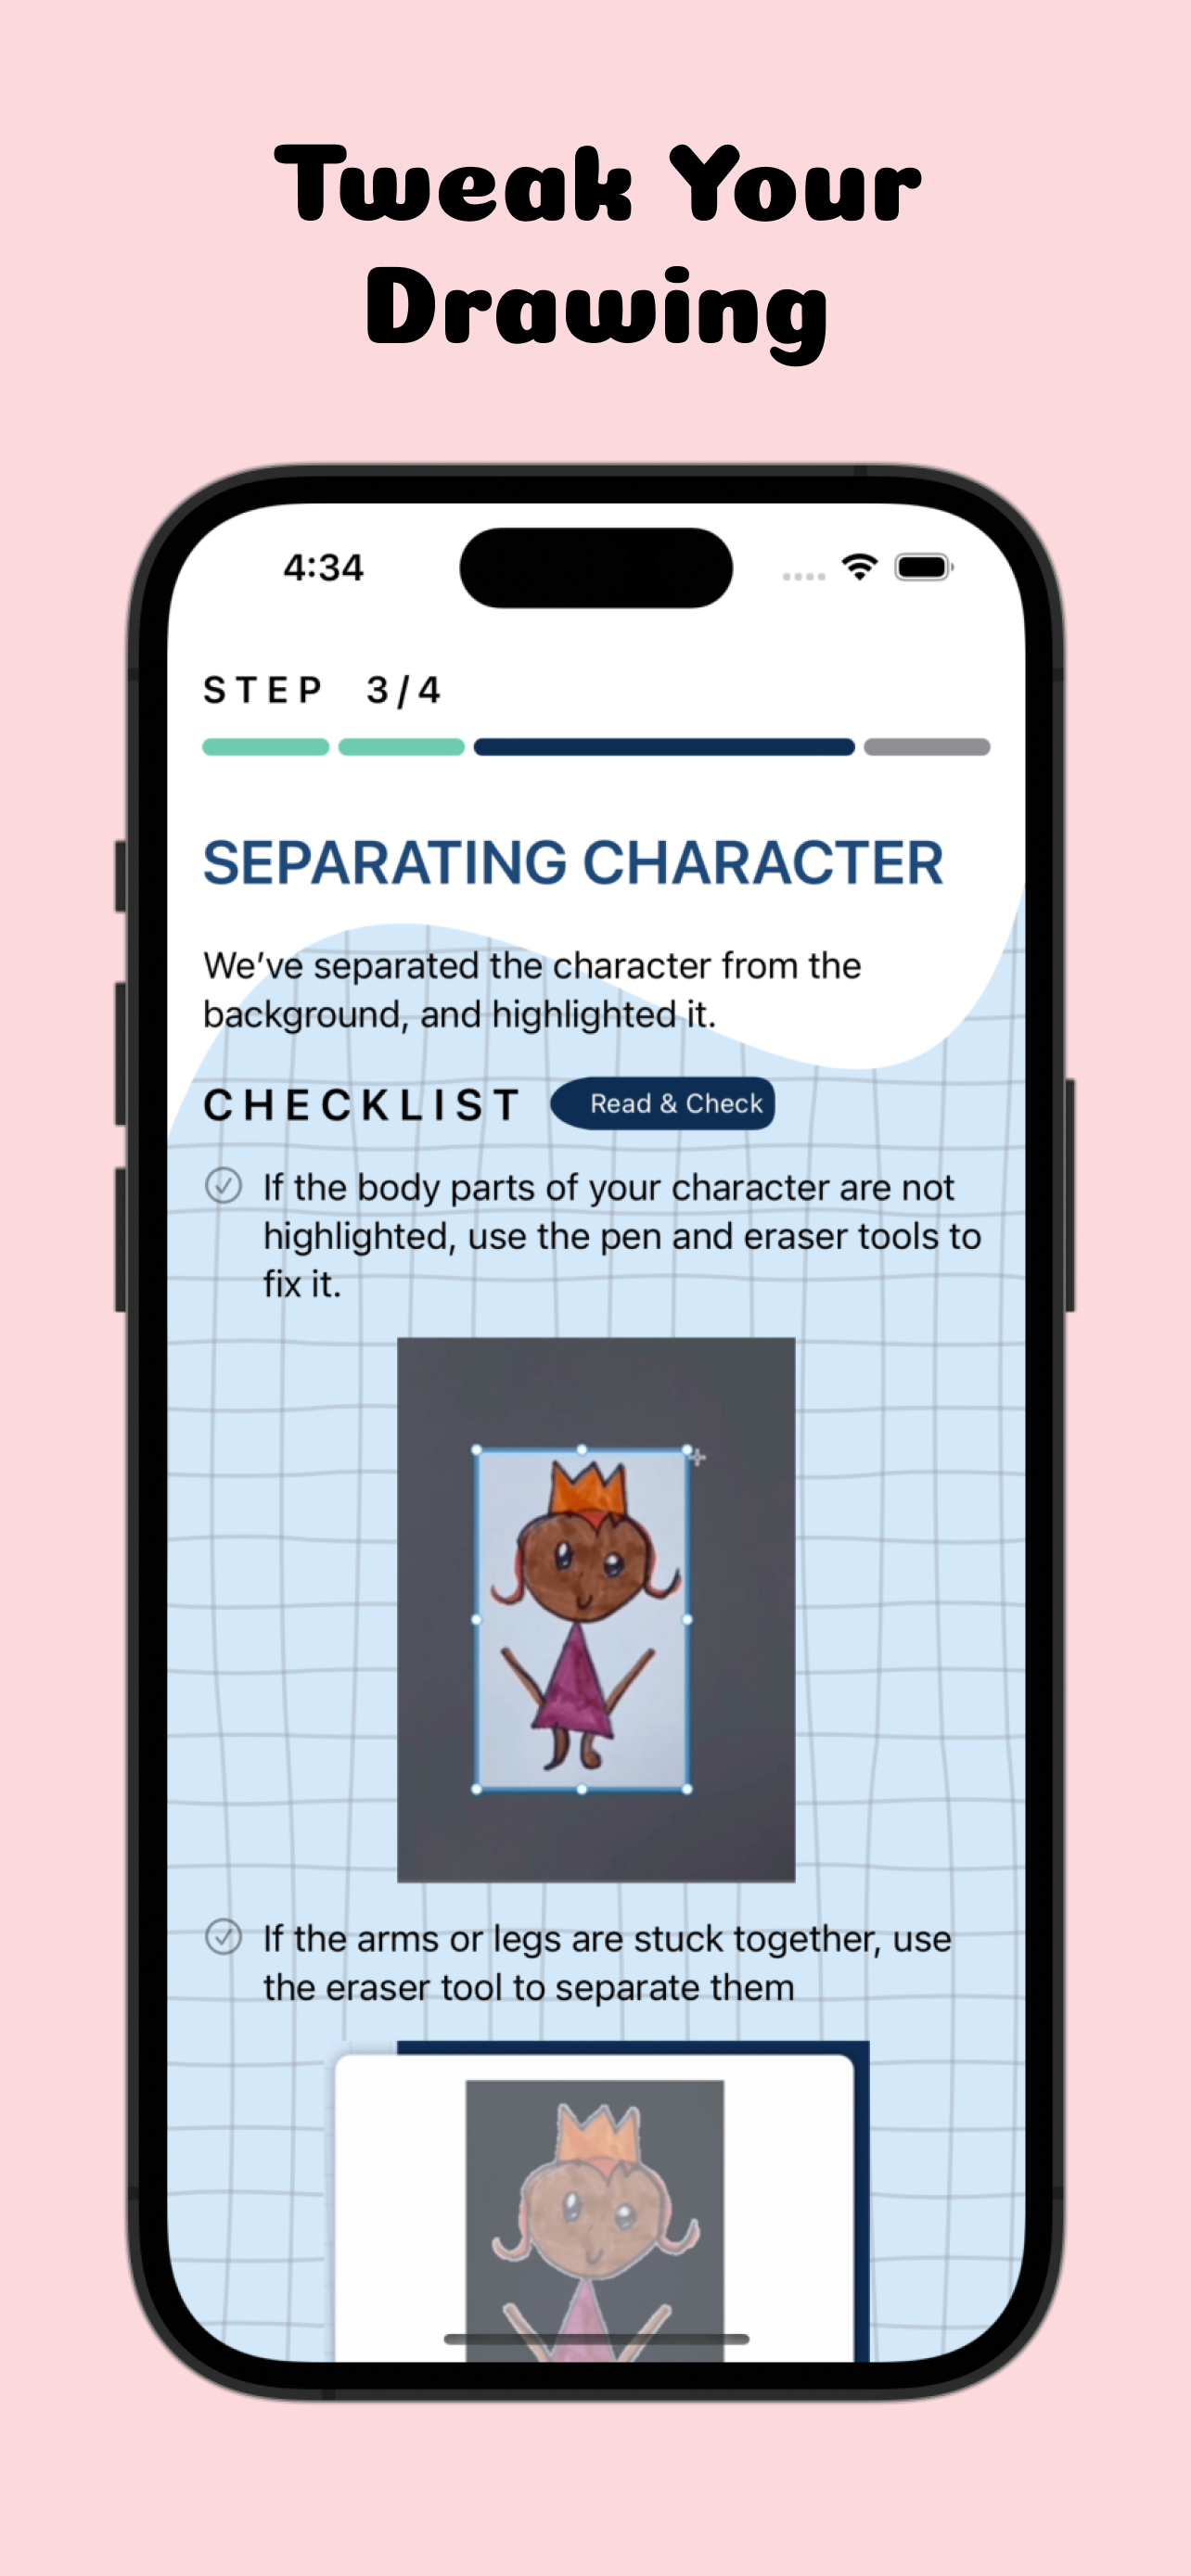 Tweak Your
Drawing
4:34
STEP 3/4
SEPARATING CHARACTER
We’ve separated the character from the
background, and highlighted it.
CHECKLIST Read & Check
If the body parts of your character are not
highlighted, use the pen and eraser tools to
fix it.
If the arms or legs are stuck together, use
the eraser tool to separate them